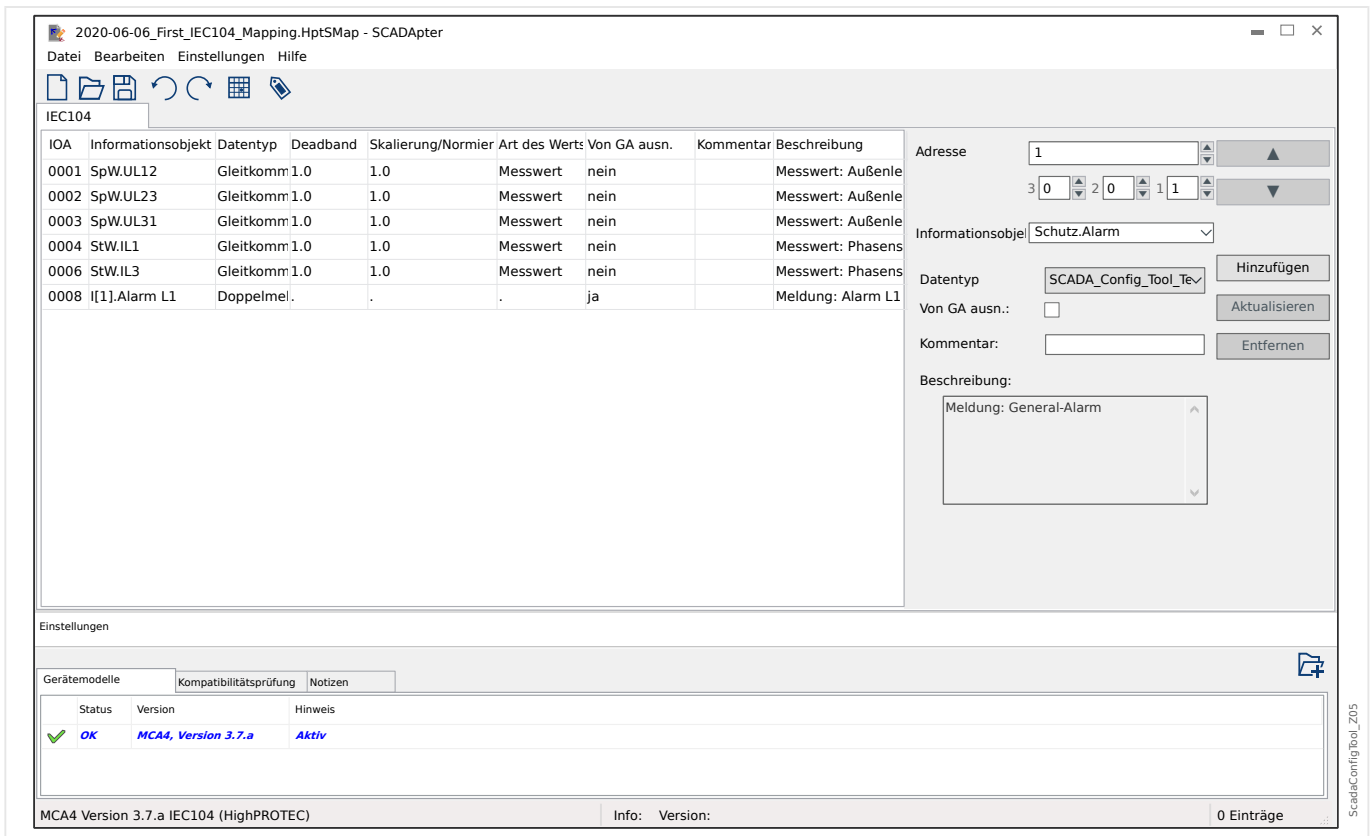 2020-06-06_First_IEC104_Mapping.HptSMap - SCADApter
Datei Bearbeiten Einstellungen Hilfe
IEC104
IOA Informationsobjekt Datentyp Deadband Skalierung/Normier Art des Werts Von GA ausn. Kommentar Beschreibung
0001 SpW.UL12 Gleitkomm 1.0 1.0 Messwert nein Messwert: Außenle
0002 SpW.UL23 Gleitkomm 1.0 1.0 Messwert nein Messwert: Außenle
0003 SpW.UL31 Gleitkomm 1.0 1.0 Messwert nein Messwert: Außenle
0004 StW.IL1 Gleitkomm 1.0 1.0 Messwert nein Messwert: Phasens
0006 StW.IL3 Gleitkomm 1.0 1.0 Messwert nein Messwert: Phasens
0008 I[1].Alarm L1 Doppelmel . . . ja Meldung: Alarm L1
Adresse 1
3 0 2 0 1 1
Informationsobjel Schutz.Alarm
Hinzufügen
Datentyp SCADA_Config_Tool_Te
Von GA ausn.:
Aktualisieren
Kommentar:
Entfernen
Beschreibung:
Meldung: General-Alarm
Einstellungen
Gerätemodelle Kompatibilitätsprüfung Notizen
Status Version Hinweis
OK MCA4, Version 3.7.a Aktiv
MCA4 Version 3.7.a IEC104 (HighPROTEC) Info: Version: 0 Einträge
ScadaConfigTool_Z05